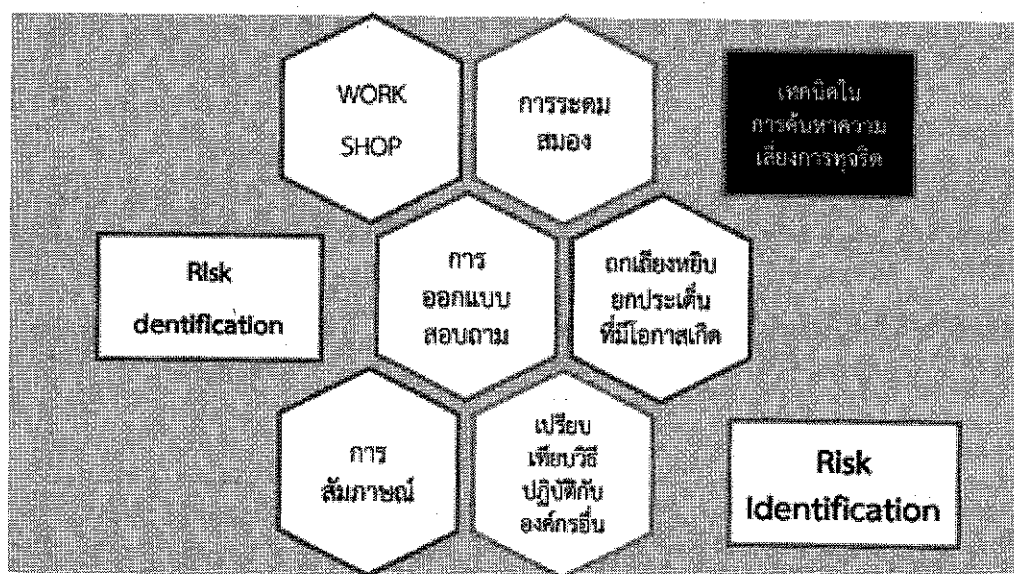 WORK
SHOP
การระดม
สมอง
เทคนิคใน
การค้นหาความ
เสี่ยงการทุจริต
Risk
dentification
การ
ออกแบบ
สอบถาม
ถกเถียงหยิบ
ยกประเด็น
ที่มีโอกาสเกิด
การ
สัมภาษณ์
เปรียบ
เทียบวิธี
ปฏิบัติกับ
องค์กรอื่น
Risk
Identification